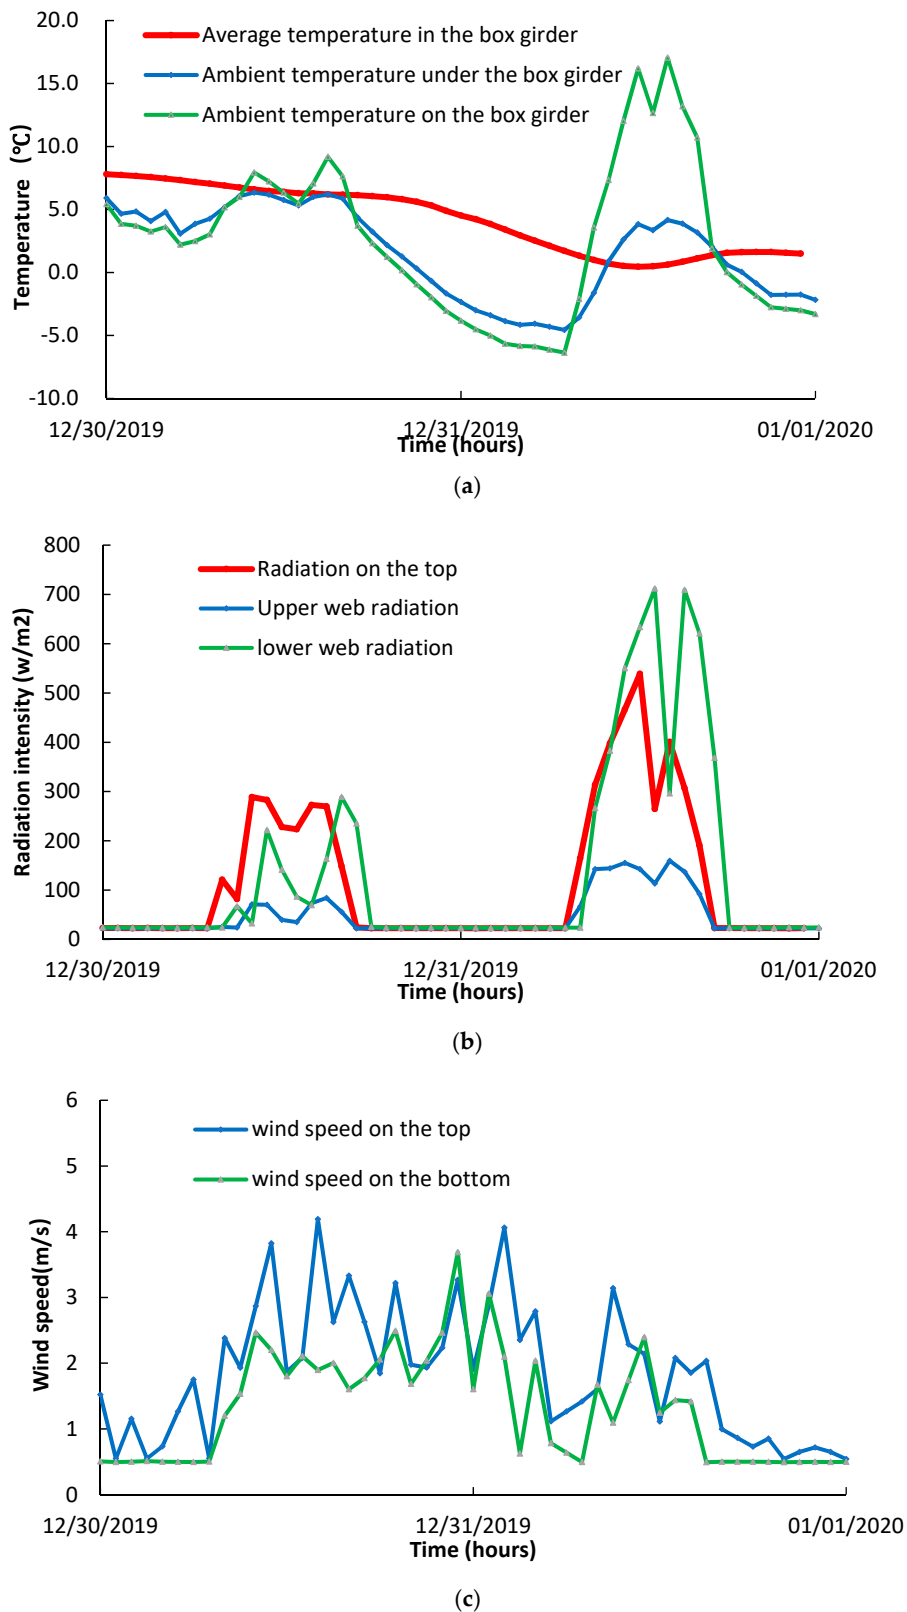 20.0
15.0
10.0
5.0
0.0
-5.0
-10.0
Temperature (℃)
Average temperature in the box girder
Ambient temperature under the box girder
Ambient temperature on the box girder
12/30/2019
12/31/2019
01/01/2020
Time (hours)
(a)
800
700
600
500
400
300
200
100
0
Radiation intensity (w/m2)
Radiation on the top
Upper web radiation
lower web radiation
12/30/2019
12/31/2019
01/01/2020
Time (hours)
(b)
6
5
4
3
2
1
0
Wind speed(m/s)
wind speed on the top
wind speed on the bottom
12/30/2019
12/31/2019
01/01/2020
Time (hours)
(c)